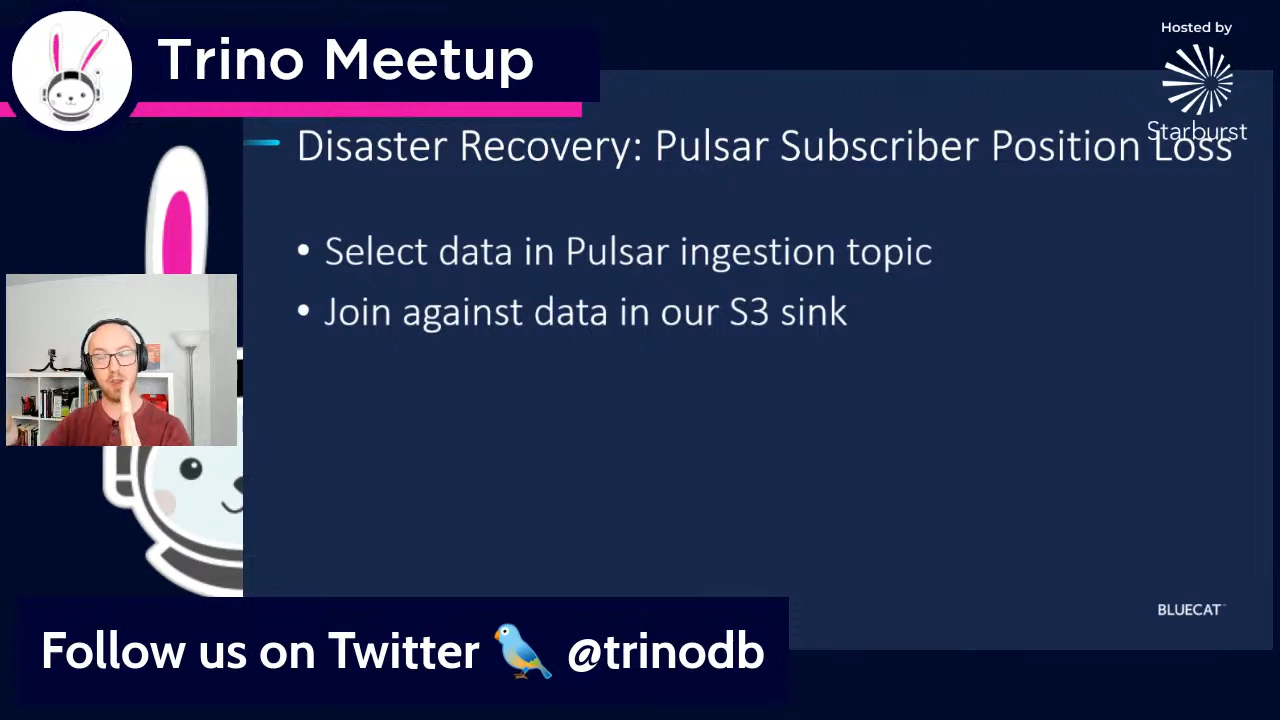 Trino Meetup
Hosted by
Starburst
Disaster Recovery: Pulsar Subscriber Position Loss
• Select data in Pulsar ingestion topic
• Join against data in our S3 sink
BLUECAT
Follow us on Twitter @trinodb